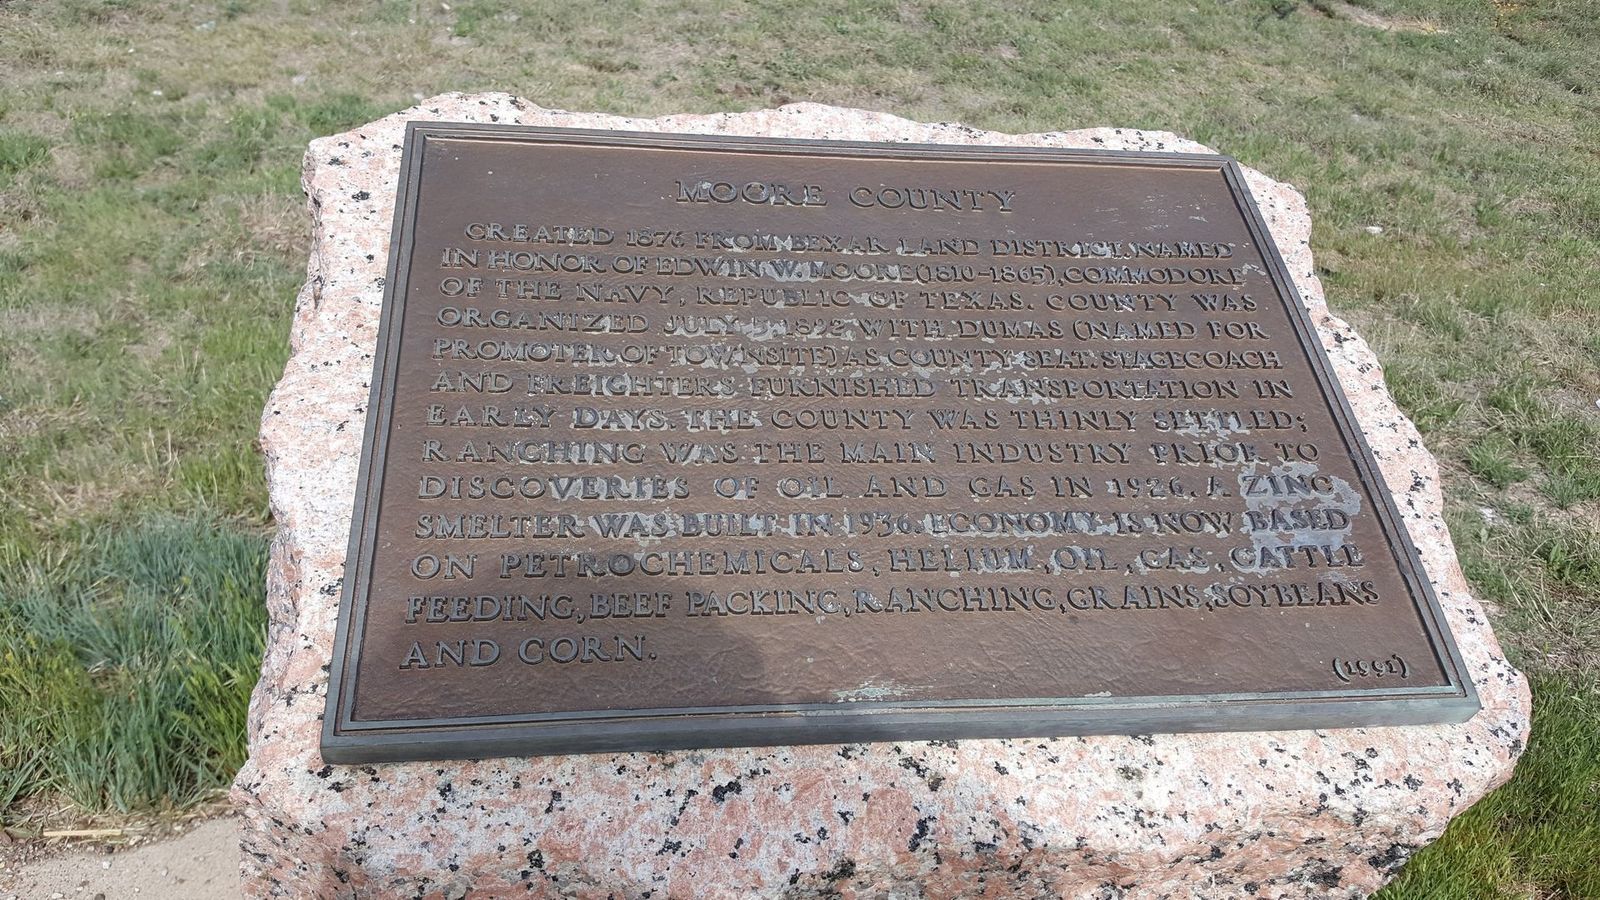 MOORE COUNTY
CREATED 1876 FROM BEXAR LAND DISTRICT. NAMED
IN HONOR OF EDWIN W. MOORE (1810-1865), COMMODORE
OF THE NAVY, REPUBLIC OF TEXAS. COUNTY WAS
ORGANIZED JULY 5, 1892, WITH DUMAS (NAMED FOR
PROMOTER OF TOWNSITE) AS COUNTY SEAT. STAGECOACH
AND FREIGHTERS FURNISHED TRANSPORTATION IN
EARLY DAYS. THE COUNTY WAS THINLY SETTLED;
RANCHING WAS THE MAIN INDUSTRY PRIOR TO
DISCOVERIES OF OIL AND GAS IN 1926. A ZINC
SMELTER WAS BUILT IN 1936. ECONOMY IS NOW BASED
ON PETROCHEMICALS, HELIUM, OIL, GAS, CATTLE
FEEDING, BEEF PACKING, RANCHING, GRAINS, SOYBEANS
AND CORN.
(1991)